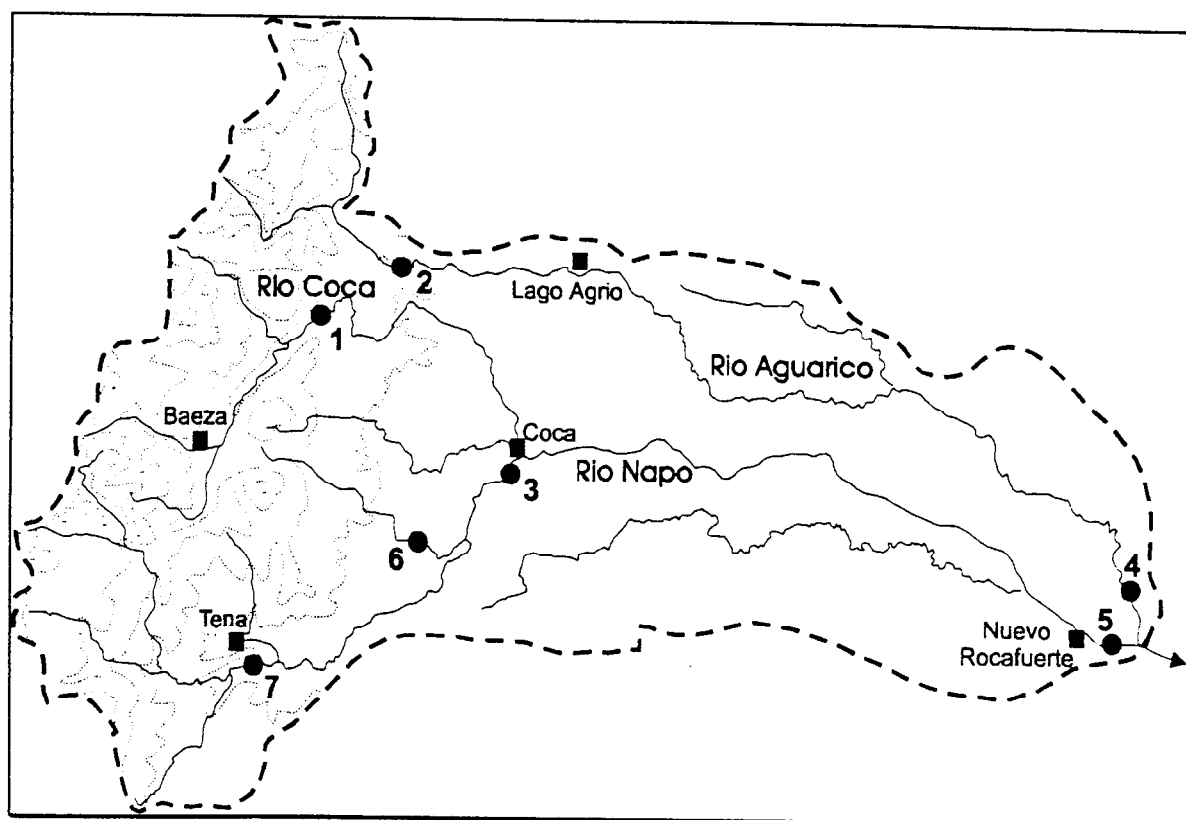 2
Rio Coca
Lago Agrio
1
Rio Aguarico
Baeza
Coca
Rio Napo
3
6
4
Tena
Nuevo
Rocafuerte
5
7